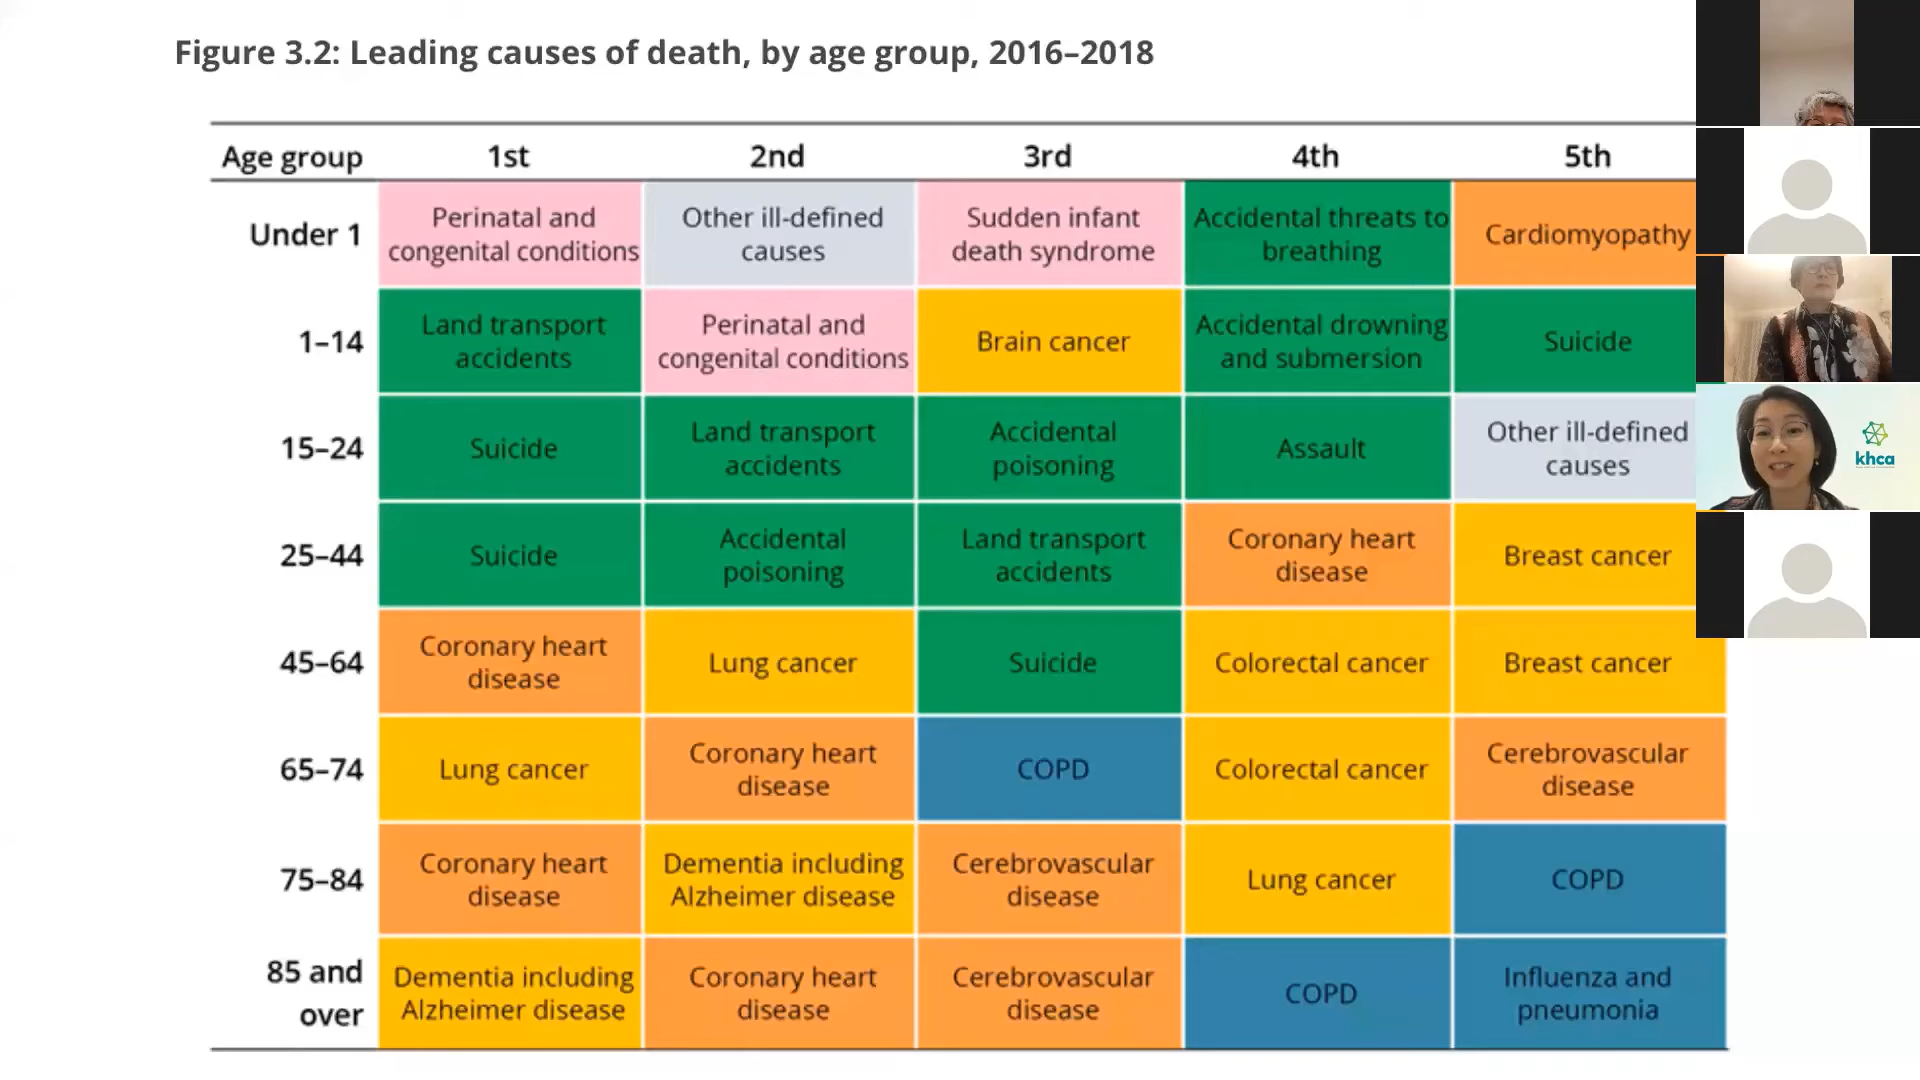 Figure 3.2: Leading causes of death, by age group, 2016–2018
Age group 1st 2nd 3rd 4th 5th
Under 1
Perinatal and
congenital conditions
Other ill-defined
causes
Sudden infant
death syndrome
Accidental threats to
breathing
Cardiomyopathy
1–14
Land transport
accidents
Perinatal and
congenital conditions
Brain cancer
Accidental drowning
and submersion
Suicide
15–24
Suicide
Land transport
accidents
Accidental
poisoning
Assault
Other ill-defined
causes
25–44
Suicide
Accidental
poisoning
Land transport
accidents
Coronary heart
disease
Breast cancer
45–64
Coronary heart
disease
Lung cancer
Suicide
Colorectal cancer
Breast cancer
65–74
Lung cancer
Coronary heart
disease
COPD
Colorectal cancer
Cerebrovascular
disease
75–84
Coronary heart
disease
Dementia including
Alzheimer disease
Cerebrovascular
disease
Lung cancer
COPD
85 and
over
Dementia including
Alzheimer disease
Coronary heart
disease
Cerebrovascular
disease
COPD
Influenza and
pneumonia
khca